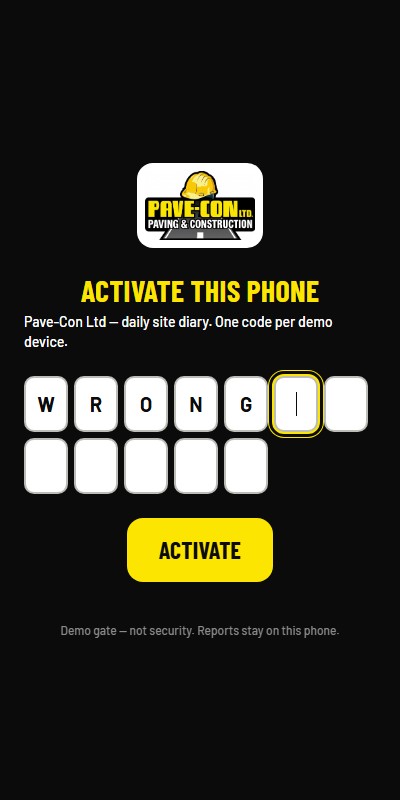 PAVE-CON LTD.
PAVING & CONSTRUCTION
ACTIVATE THIS PHONE
Pave-Con Ltd — daily site diary. One code per demo
device.
W R O N G
ACTIVATE
Demo gate — not security. Reports stay on this phone.